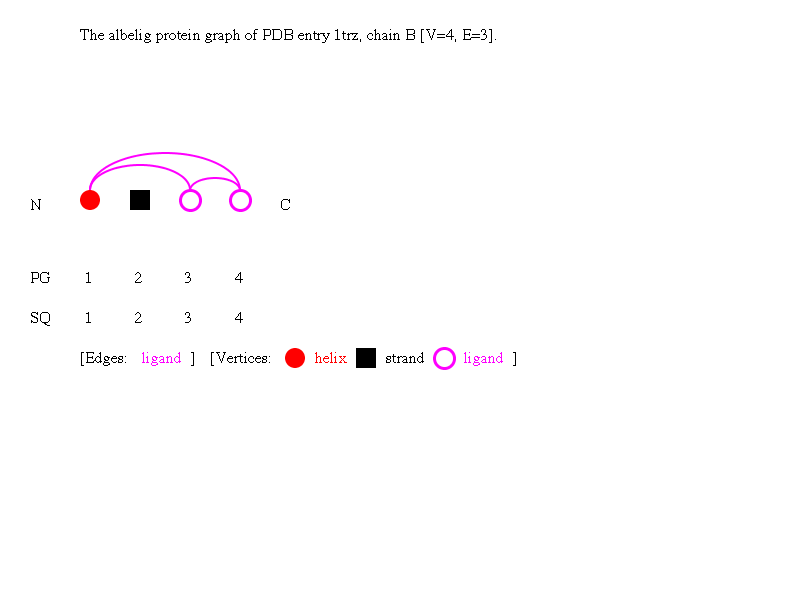 The albelig protein graph of PDB entry 1trz, chain B [V=4, E=3].
N C
PG 1 2 3 4
SQ 1 2 3 4
[Edges: ligand ] [Vertices: helix strand ligand ]